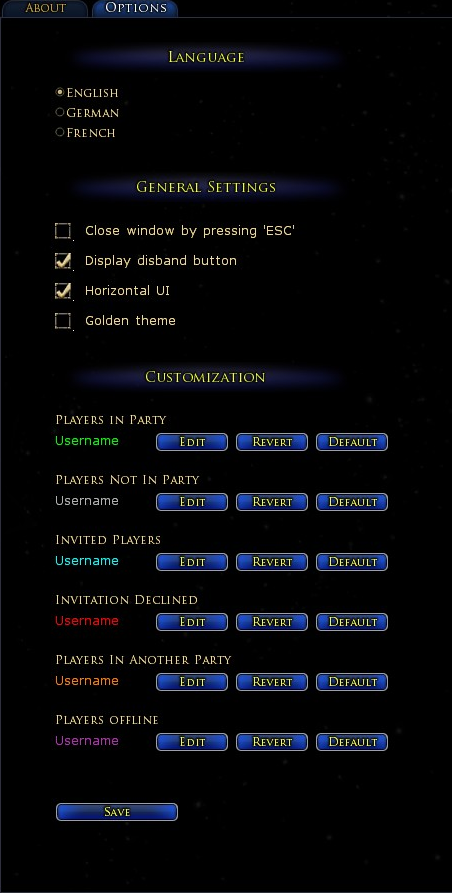 About Options
Language
English
German
French
General Settings
Close window by pressing 'ESC'
Display disband button
Horizontal UI
Golden theme
Customization
Players in Party
Username Edit Revert Default
Players Not In Party
Username Edit Revert Default
Invited Players
Username Edit Revert Default
Invitation Declined
Username Edit Revert Default
Players In Another Party
Username Edit Revert Default
Players offline
Username Edit Revert Default
Save